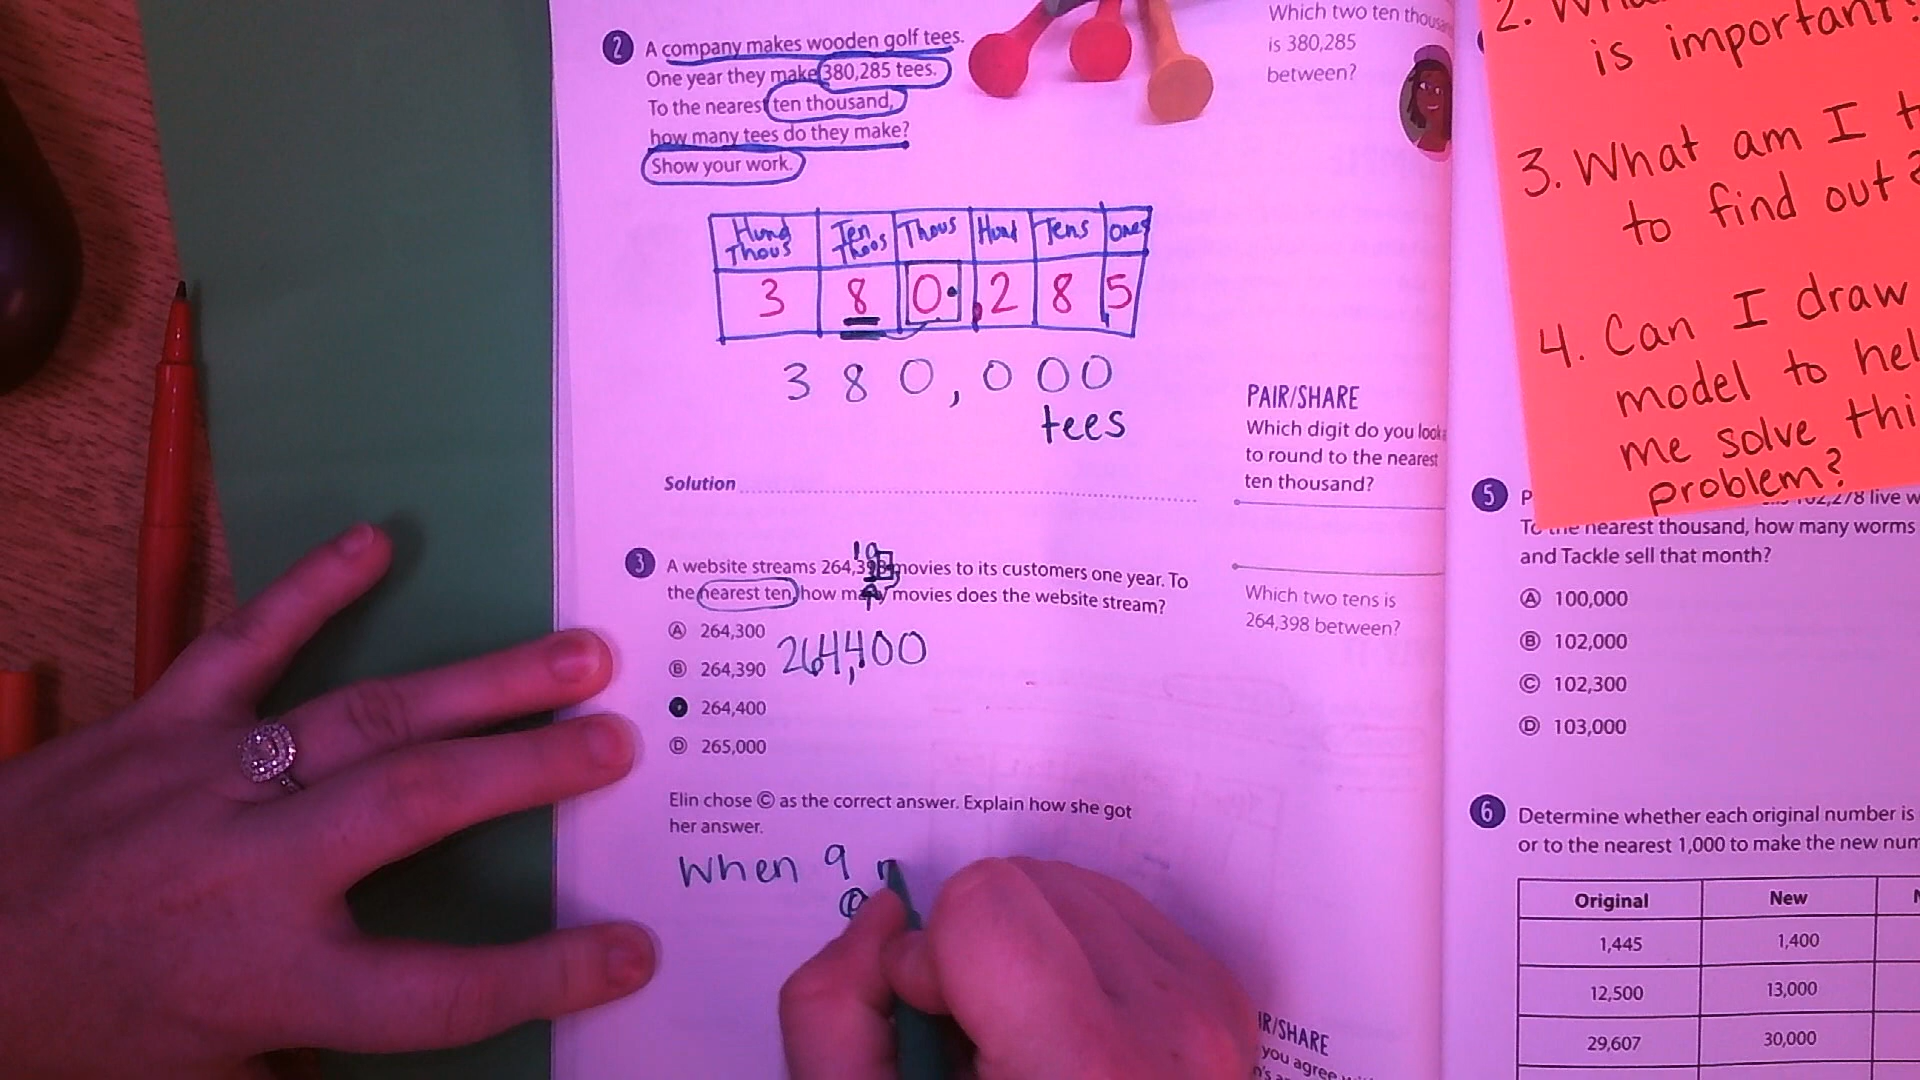 2 A company makes wooden golf tees.
One year they make 380,285 tees.
To the nearest ten thousand,
how many tees do they make?
Show your work.
Hund Thous Ten Thous Thous Hund Tens Ones
3 8 0 , 2 8 5
380,000
tees
Solution
Which two ten thousand
is 380,285
between?
PAIR/SHARE
Which digit do you look
to round to the nearest
ten thousand?
3 A website streams 264,398 movies to its customers one year. To
the nearest ten, how many movies does the website stream?
10
A 264,300
264,400
B 264,390
264,400
D 265,000
Elin chose C as the correct answer. Explain how she got
her answer.
When 9
Which two tens is
264,398 between?
IR/SHARE
you agree
2.
is important?
3. What am I
to find out?
4. Can I draw
model to
me solve
problem?
5
live
To the nearest thousand, how many worms
and Tackle sell that month?
A 100,000
B 102,000
C 102,300
D 103,000
6 Determine whether each original number is
or to the nearest 1,000 to make the new
Original New
1,445 1,400
12,500 13,000
29,607 30,000